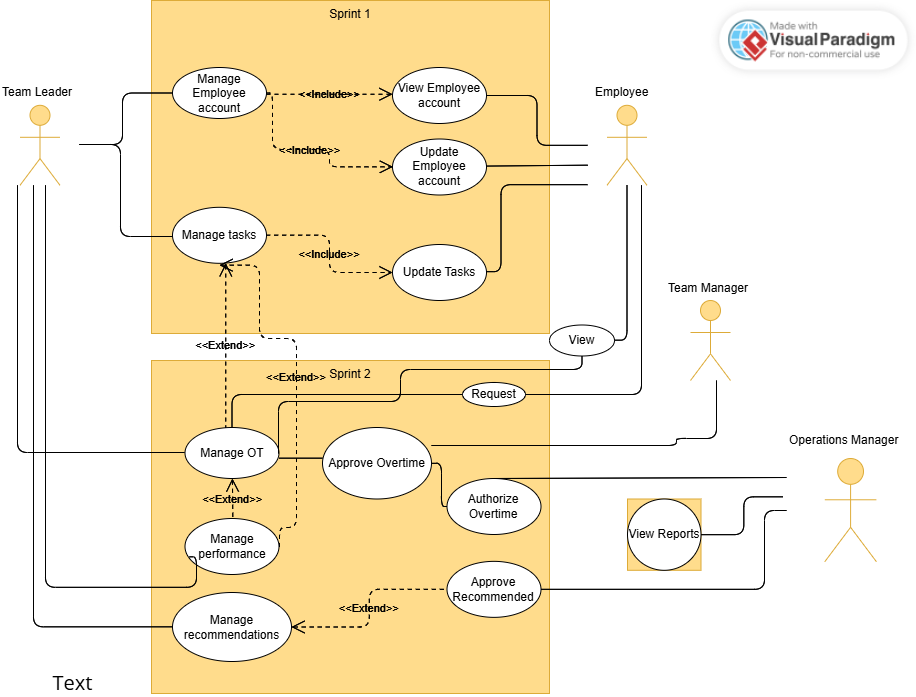 Sprint 1
Made with
Visual Paradigm
For non-commercial use
Team Leader
Manage
Employee
account
<<Include>>
View Employee
account
Employee
<<Include>>
Update
Employee
account
Manage tasks
<<Include>>
Update Tasks
Team Manager
<<Extend>>
View
<<Extend>>
Sprint 2
Request
Manage OT
Approve Overtime
Operations Manager
<<Extend>>
Authorize
Overtime
Manage
performance
View Reports
Approve
Recommended
<<Extend>>
Manage
recommendations
Text